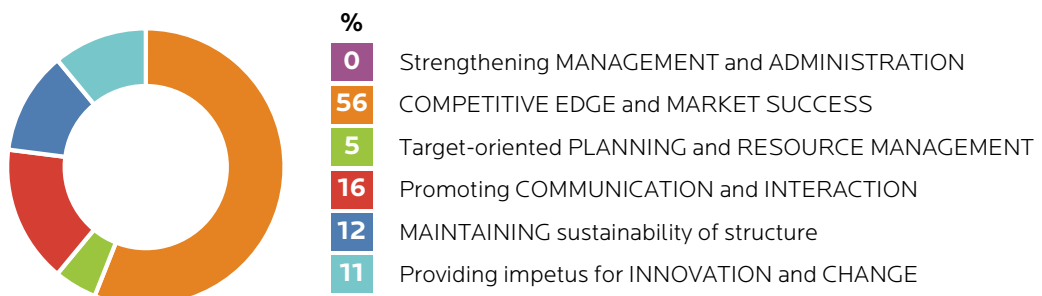 %
0 Strengthening MANAGEMENT and ADMINISTRATION
56 COMPETITIVE EDGE and MARKET SUCCESS
5 Target-oriented PLANNING and RESOURCE MANAGEMENT
16 Promoting COMMUNICATION and INTERACTION
12 MAINTAINING sustainability of structure
11 Providing impetus for INNOVATION and CHANGE